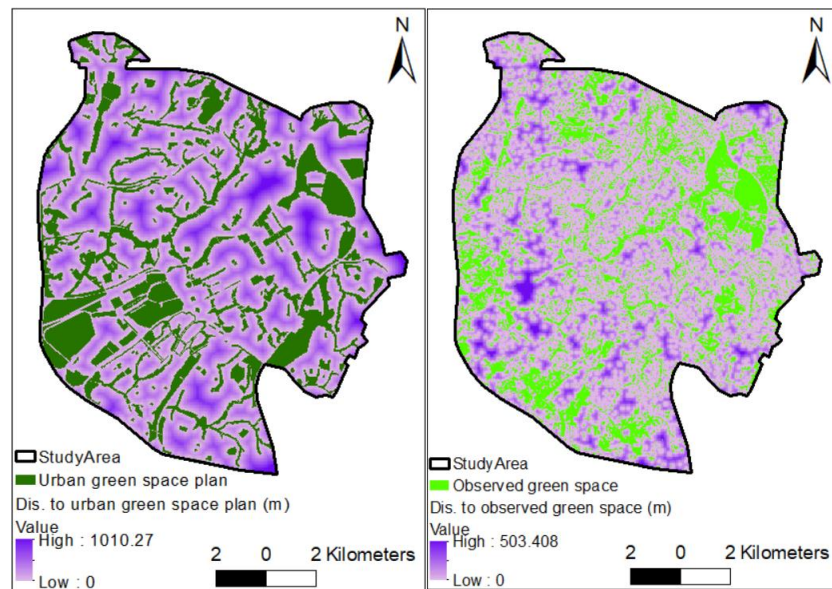 N
StudyArea
Urban green space plan
Dis. to urban green space plan (m)
Value
High : 1010.27
Low : 0
2 0 2 Kilometers
N
StudyArea
Observed green space
Dis. to observed green space (m)
Value
High : 503.408
Low : 0
2 0 2 Kilometers